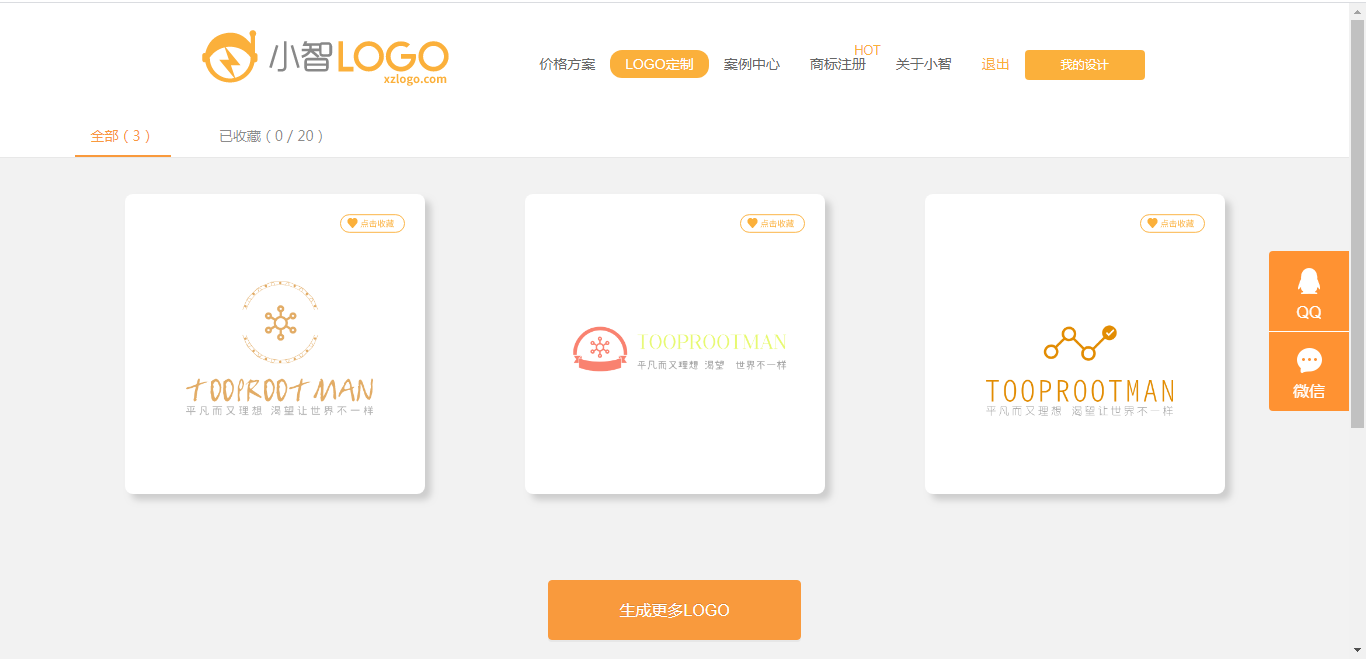 小智LOGO
xzlogo.com
价格方案
LOGO定制
案例中心
商标注册
HOT
关于小智
退出
我的设计
全部 ( 3 )
已收藏 ( 0 / 20 )
点击收藏
TOOPROOTMAN
平凡而又理想 渴望让世界不一样
点击收藏
TOOPROOTMAN
平凡而又理想 渴望 世界不一样
点击收藏
TOOPROOTMAN
平凡而又理想 渴望让世界不一样
QQ
微信
生成更多LOGO